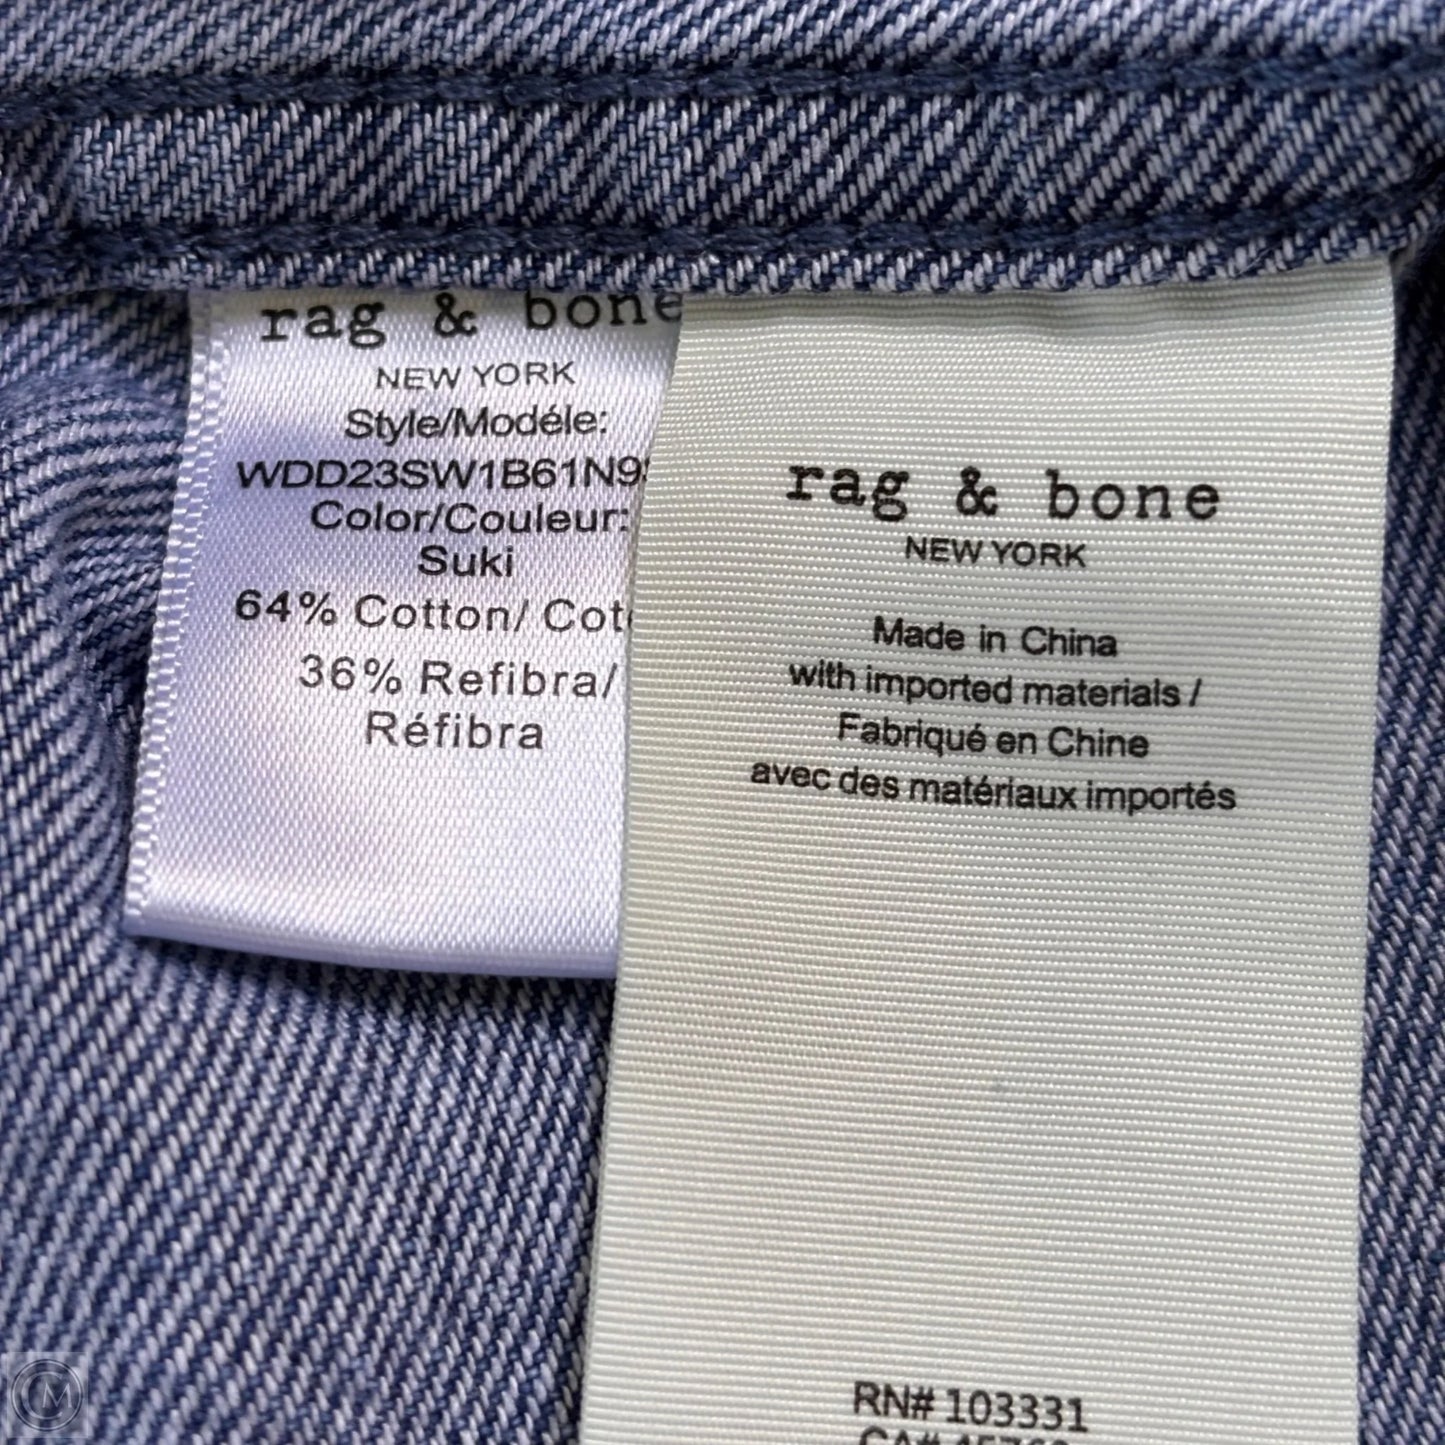 rag & bone
NEW YORK
Style/Modéle:
WDD23SW1B61N9
Color/Couleur:
Suki
64% Cotton/ Cot
36% Refibra/
Réfibra
rag & bone
NEW YORK
Made in China
with imported materials /
Fabriqué en Chine
avec des matériaux importés
RN# 103331
CA#